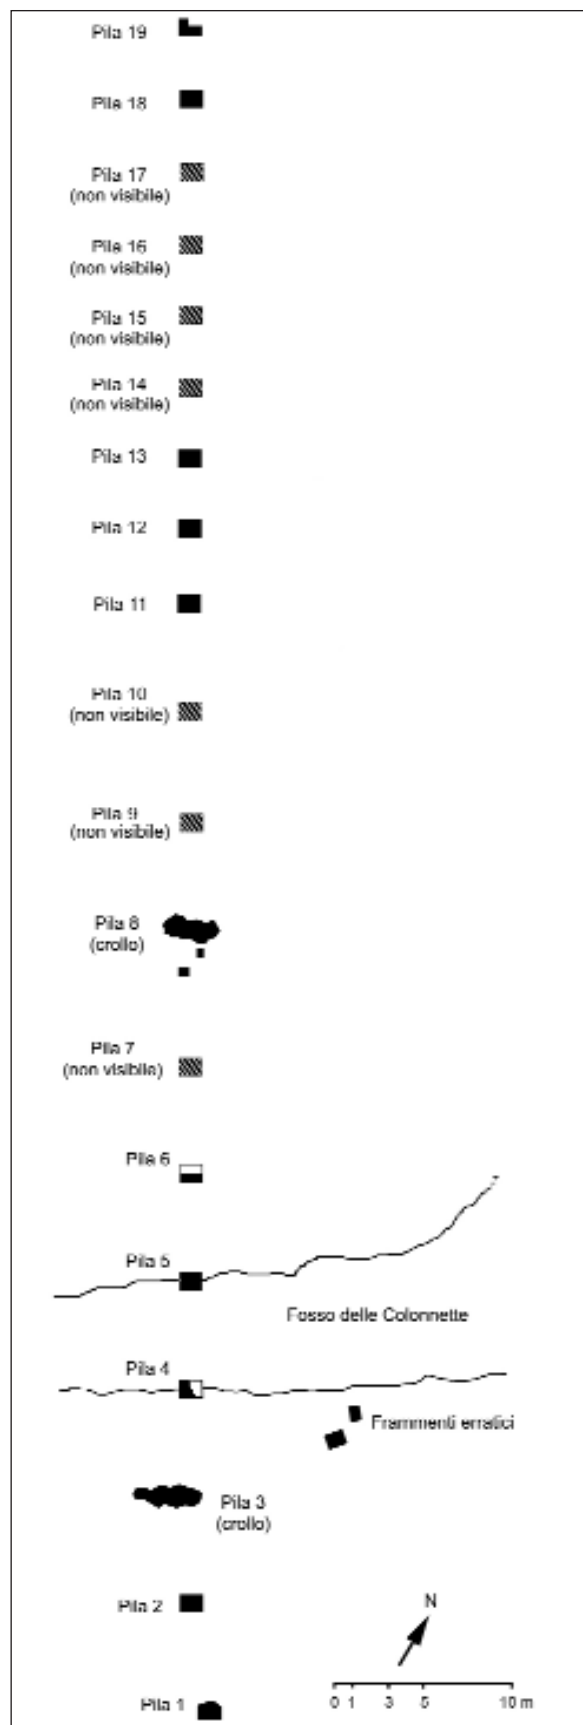 Pila 19
Pila 18
Pila 17
(non visibile)
Pila 16
(non visibile)
Pila 15
(non visibile)
Pila 14
(non visibile)
Pila 13
Pila 12
Pila 11
Pila 10
(non visibile)
Pila 9
(non visibile)
Pila 8
(crollo)
Pila 7
(non visibile)
Pila 6
Pila 5
Fosso delle Colonnette
Pila 4
Frammenti erratici
Pila 3
(crollo)
Pila 2
N
Pila 1
0 1 3 5 10 m